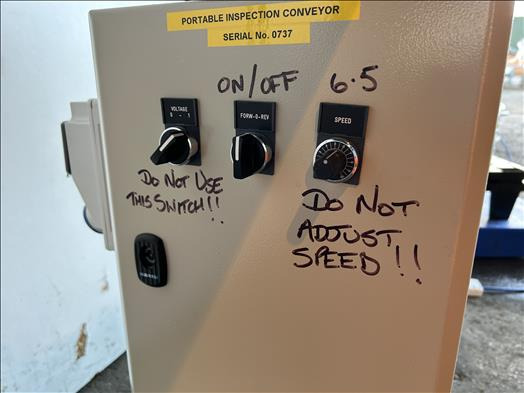 PORTABLE INSPECTION CONVEYOR
SERIAL No. 0737
ON/OFF 6.5
VOLTAGE
0 - 1
FORW-0-REV
SPEED
DO NOT USE
THIS SWITCH!!
DO NOT
ADJUST
SPEED!!